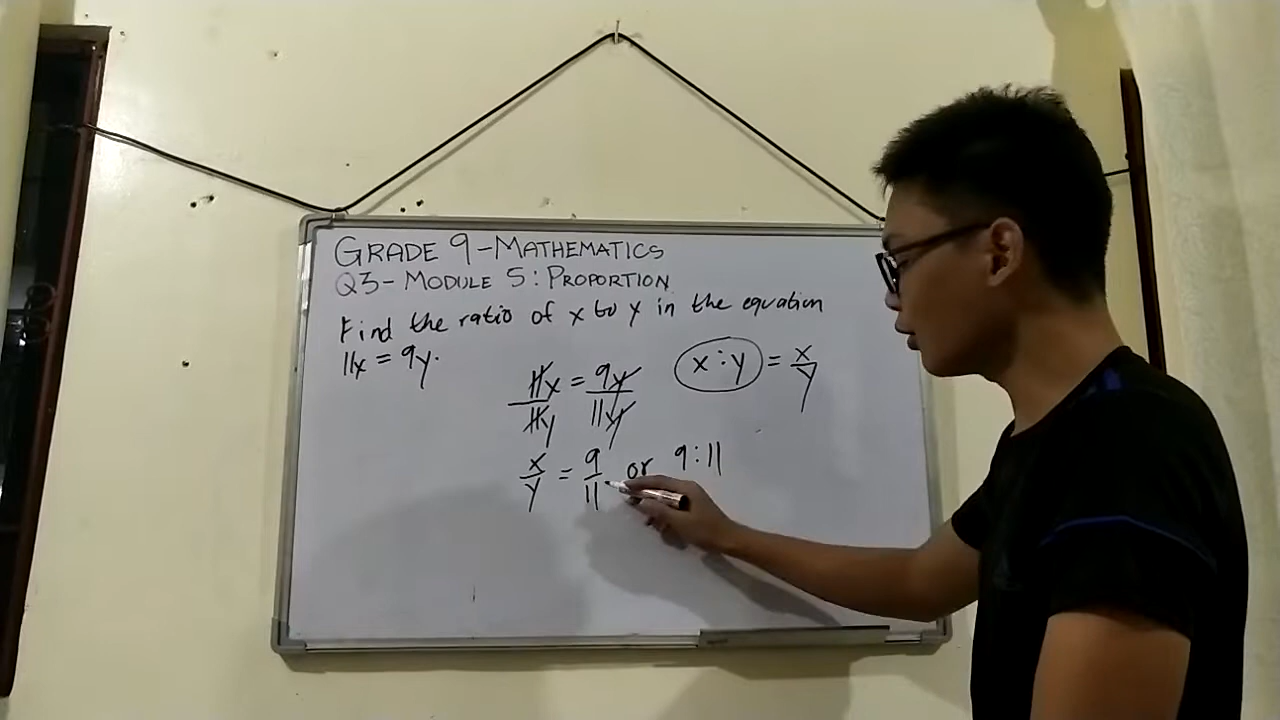 GRADE 9-MATHEMATICS
Q3-MODULE 5: PROPORTION
Find the ratio of x to y in the equation
11x = 9y.
x:y = x/y
11x/11y = 9y/11y
x/y = 9/11 or 9:11